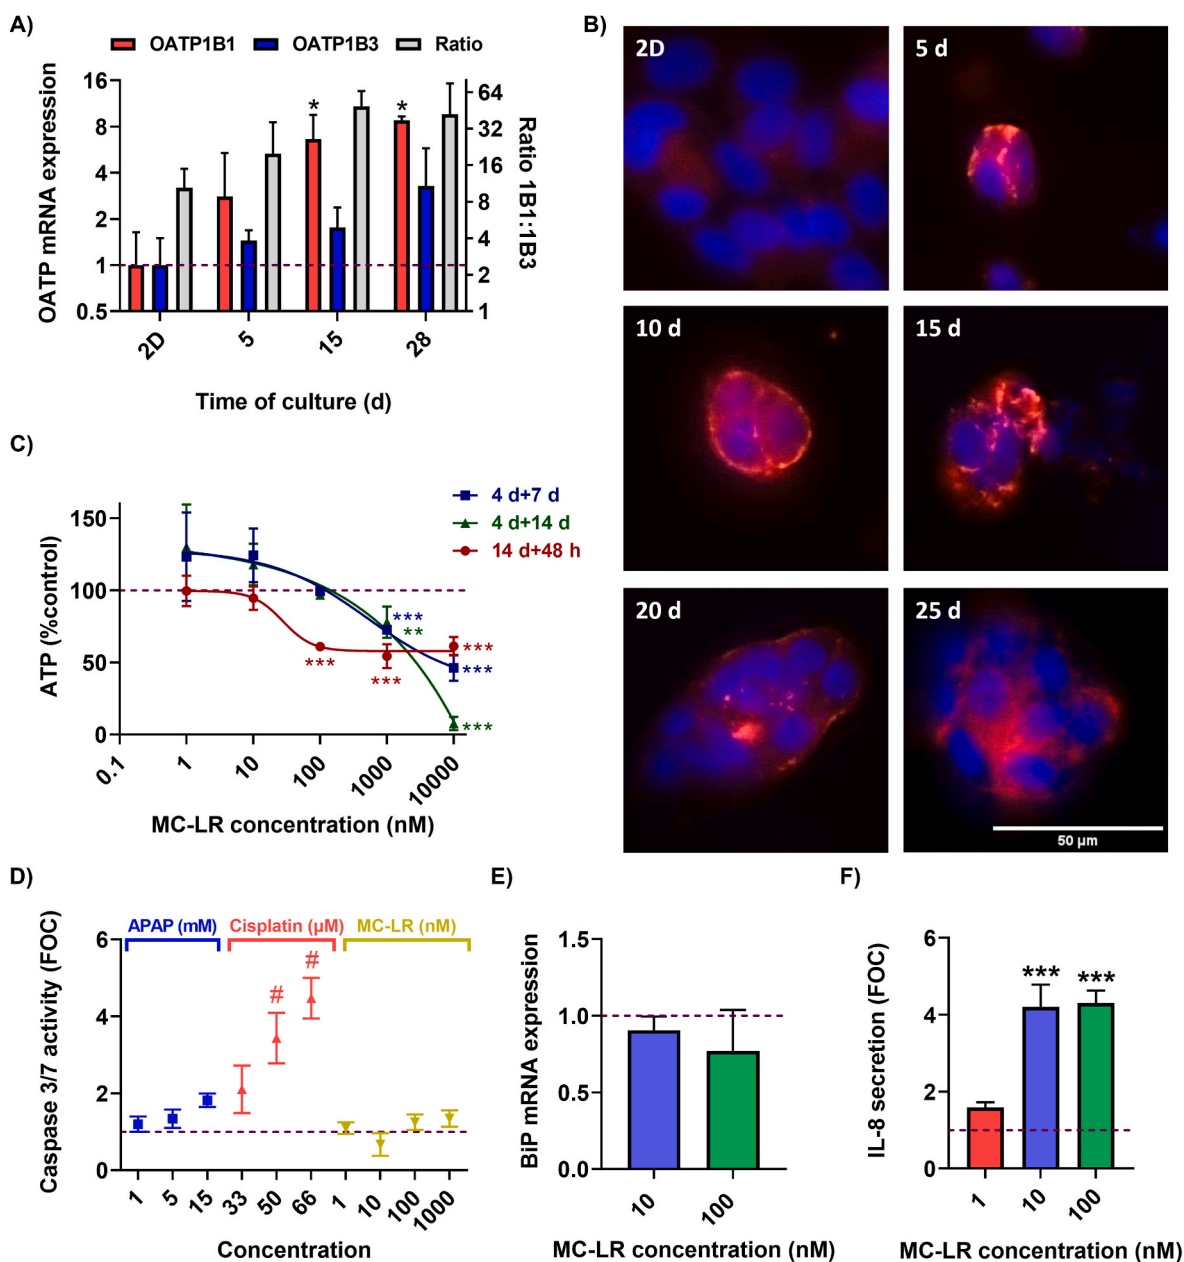 A)
OATP1B1 OATP1B3 Ratio
OATP mRNA expression
16
8
4
2
1
0.5
64
32
16
8
4
2
1
Ratio 1B1:1B3
* *
2D 5 15 28
Time of culture (d)
B)
2D
5 d
10 d
15 d
20 d
25 d
50 µm
C)
4 d+7 d
4 d+14 d
14 d+48 h
ATP (%control)
150
100
50
0
***
**
***
***
***
***
***
0.1 1 10 100 1000 10000
MC-LR concentration (nM)
D)
APAP (mM) Cisplatin (µM) MC-LR (nM)
Caspase 3/7 activity (FOC)
6
4
2
0
# #
1 5 15 33 50 66 1 10 100 1000
Concentration
E)
BiP mRNA expression
1.5
1.0
0.5
0.0
10 100
MC-LR concentration (nM)
F)
IL-8 secretion (FOC)
6
4
2
0
*** ***
1 10 100
MC-LR concentration (nM)